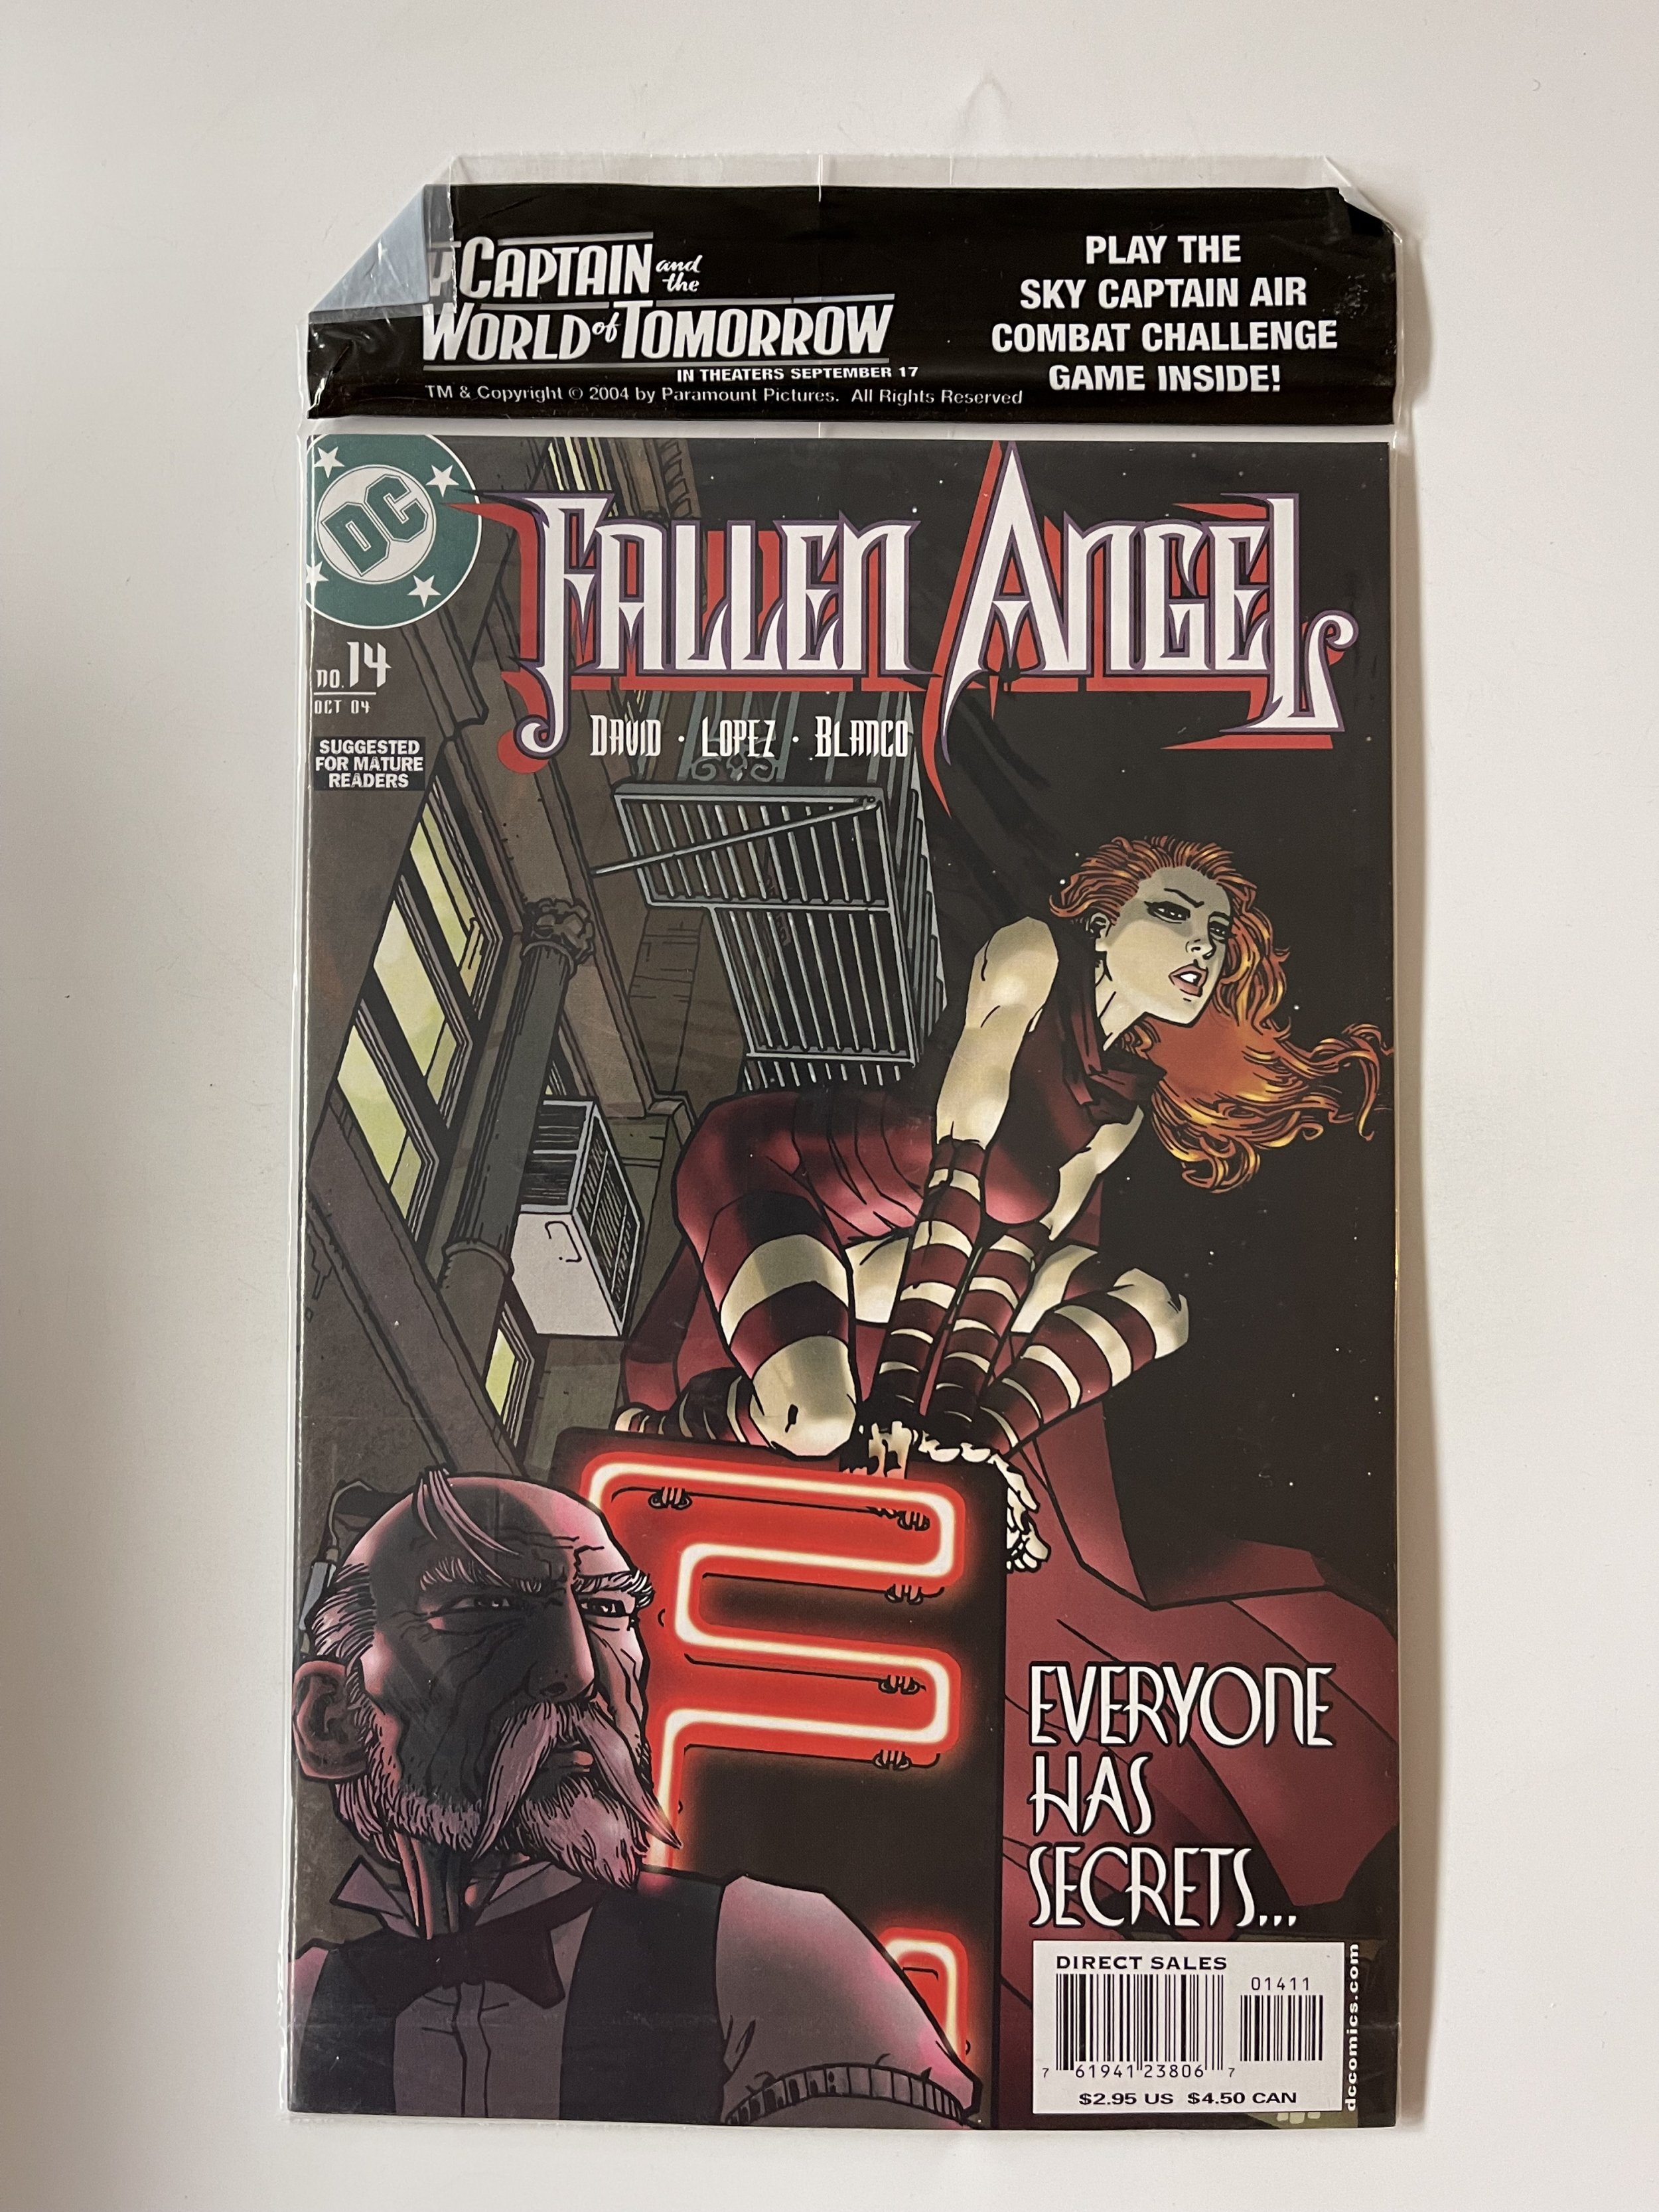 CAPTAIN and the
WORLD of TOMORROW
IN THEATERS SEPTEMBER 17
TM & Copyright © 2004 by Paramount Pictures. All Rights Reserved
PLAY THE
SKY CAPTAIN AIR
COMBAT CHALLENGE
GAME INSIDE!
DC
FALLEN ANGEL
no. 14
OCT 04
DAVID · LOPEZ · BLANCO
SUGGESTED
FOR MATURE
READERS
EVERYONE
HAS
SECRETS...
DIRECT SALES
01411
7 61941 23806 7
$2.95 US $4.50 CAN
dccomics.com